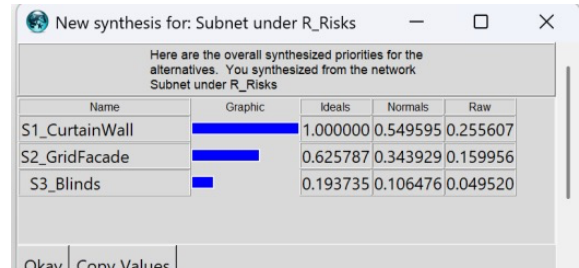 New synthesis for: Subnet under R_Risks
Here are the overall synthesized priorities for the
alternatives. You synthesized from the network
Subnet under R_Risks
Name Graphic Ideals Normals Raw
S1_CurtainWall 1.000000 0.549595 0.255607
S2_GridFacade 0.625787 0.343929 0.159956
S3_Blinds 0.193735 0.106476 0.049520
Okay Copy Values